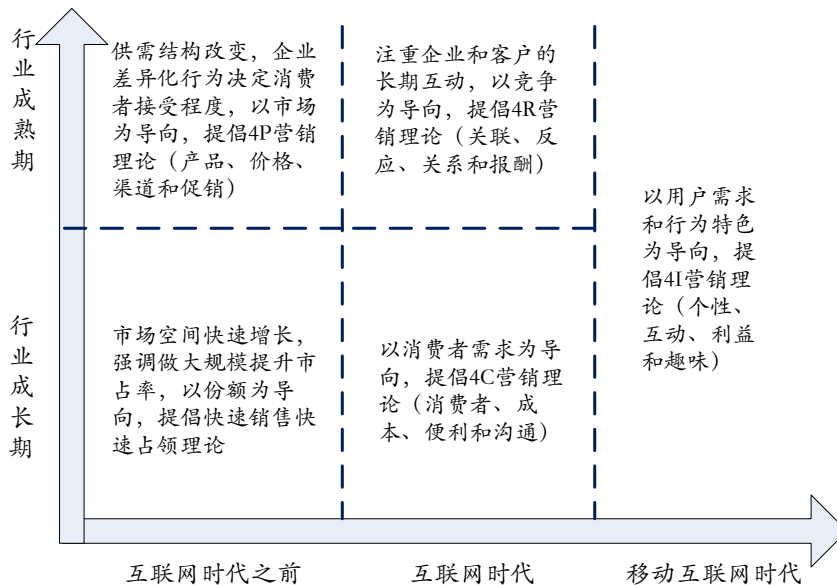 行业成熟期
供需结构改变，企业
差异化行为决定消费
者接受程度，以市场
为导向，提倡4P营销
理论（产品、价格、
渠道和促销）
注重企业和客户的
长期互动，以竞争
为导向，提倡4R营
销理论（关联、反
应、关系和报酬）
以用户需求
和行为特色
为导向，提
倡4I营销理
论（个性、
互动、利益
和趣味）
行业成长期
市场空间快速增长，
强调做大规模提升市
占率，以份额为导
向，提倡快速销售快
速占领理论
以消费者需求为导
向，提倡4C营销理
论（消费者、成
本、便利和沟通）
互联网时代之前
互联网时代
移动互联网时代